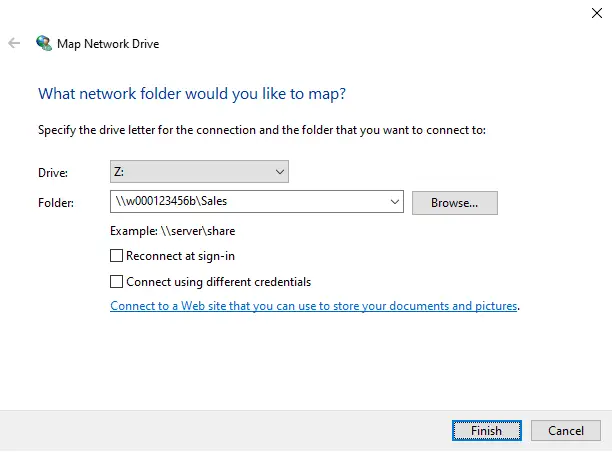 Map Network Drive
What network folder would you like to map?
Specify the drive letter for the connection and the folder that you want to connect to:
Drive: Z:
Folder: \\w000123456b\Sales Browse...
Example: \\server\share
Reconnect at sign-in
Connect using different credentials
Connect to a Web site that you can use to store your documents and pictures.
Finish Cancel